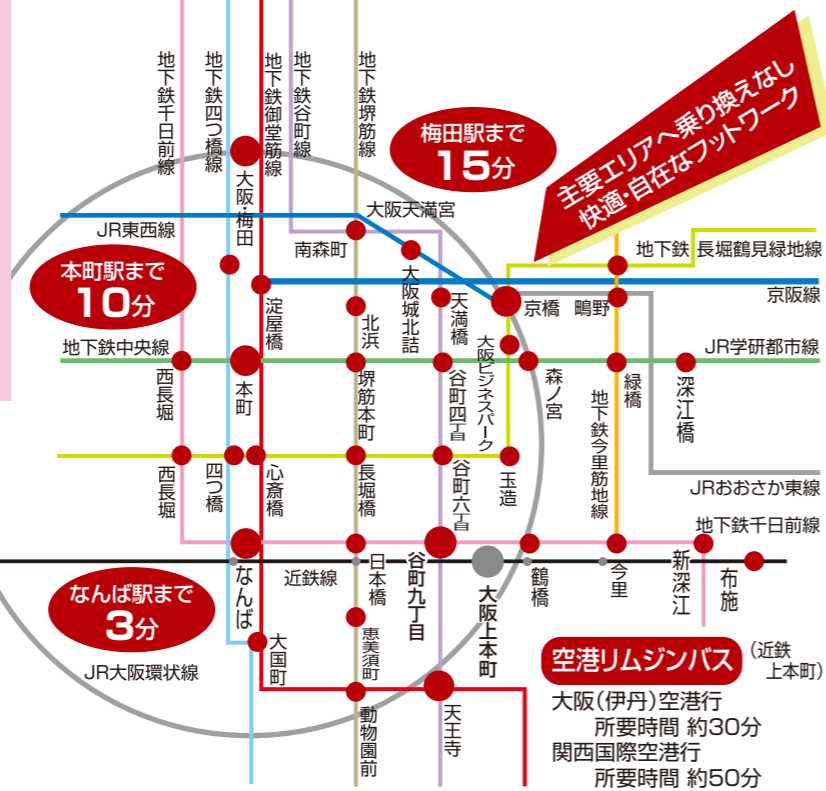 地下鉄千日前線
地下鉄四つ橋線
地下鉄御堂筋線
地下鉄谷町線
地下鉄堺筋線
梅田駅まで
15分
主要エリアへ乗り換えなし
快適・自在なフットワーク
大阪・梅田
JR東西線
南森町
大阪天満宮
大阪城北詰
地下鉄 長堀鶴見緑地線
本町駅まで
10分
淀屋橋
北浜
天満橋
京橋
鴫野
京阪線
大阪ビジネスパーク
地下鉄中央線
JR学研都市線
西長堀
本町
堺筋本町
谷町四丁目
森ノ宮
緑橋
深江橋
地下鉄今里筋地線
西長堀
四つ橋
心斎橋
長堀橋
谷町六丁目
玉造
JRおおさか東線
地下鉄千日前線
なんば
近鉄線
日本橋
谷町九丁目
大阪上本町
鶴橋
今里
新深江
布施
なんば駅まで
3分
大国町
恵美須町
JR大阪環状線
動物園前
天王寺
空港リムジンバス
(近鉄
上本町)
大阪(伊丹)空港行
所要時間 約30分
関西国際空港行
所要時間 約50分